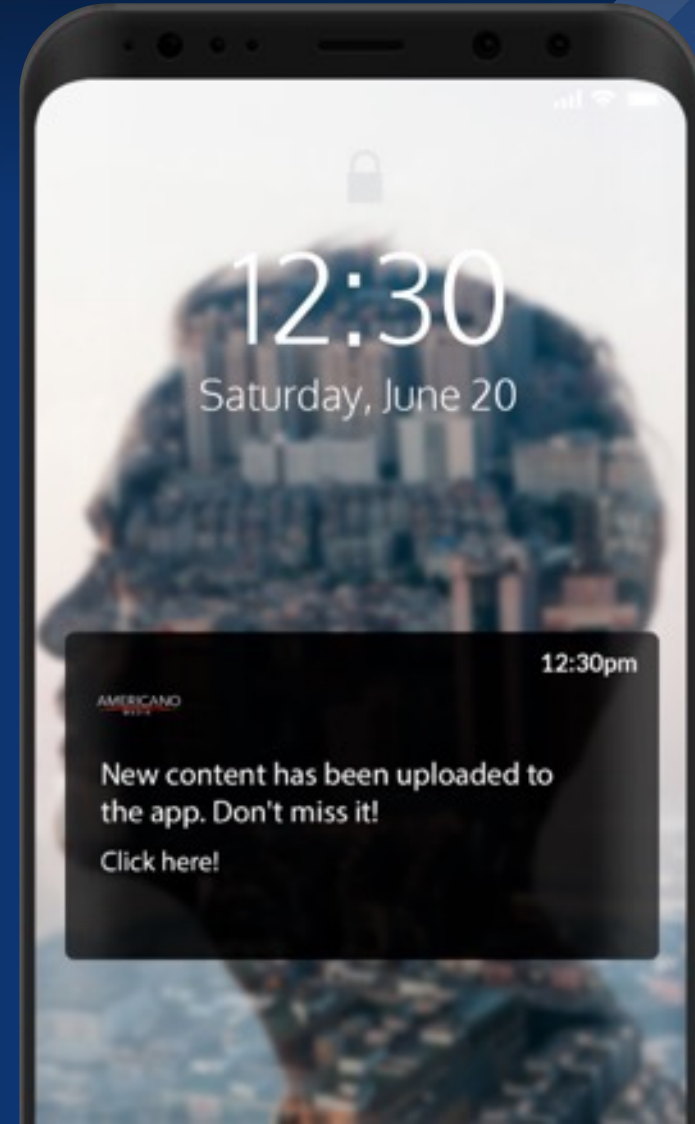 12:30
Saturday, June 20
12:30pm
AMERICANO
MEDIA
New content has been uploaded to
the app. Don't miss it!
Click here!